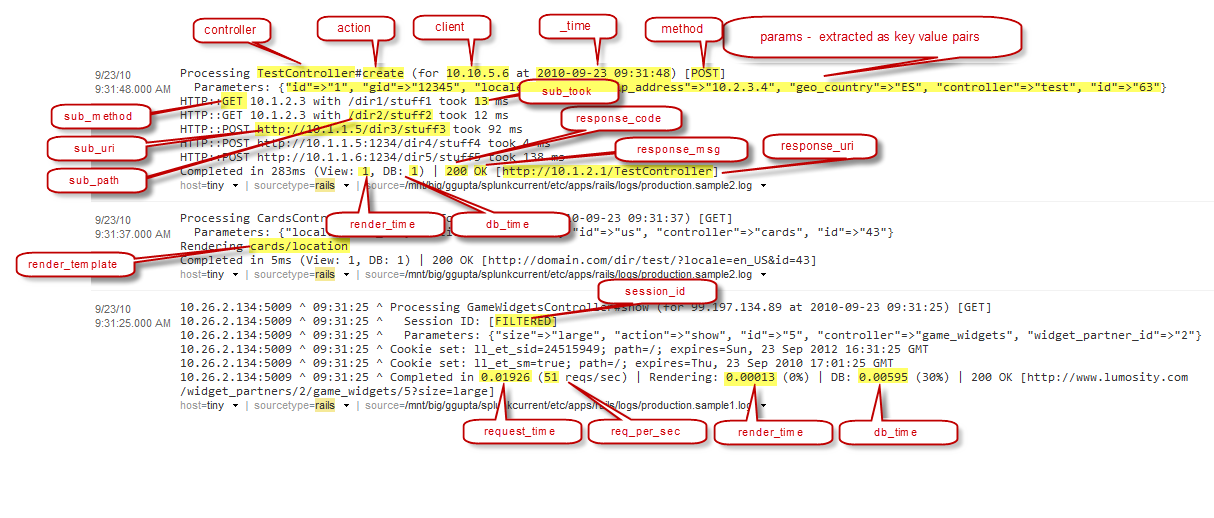 controller
action
client
_time
method
params - extracted as key value pairs
9/23/10
9:31:48.000 AM
Processing TestController#create (for 10.10.5.6 at 2010-09-23 09:31:48) [POST]
Parameters: {"id"=>"1", "gid"=>"12345", "locale p_address"=>"10.2.3.4", "geo_country"=>"ES", "controller"=>"test", "id"=>"63"}
sub_took
HTTP::GET 10.1.2.3 with /dir1/stuff1 took 13 ms
sub_method
HTTP::GET 10.1.2.3 with /dir2/stuff2 took 12 ms
response_code
HTTP::POST http://10.1.1.5/dir3/stuff3 took 92 ms
sub_uri
HTTP::POST http://10.1.1.5:1234/dir4/stuff4 took 4 ms
response_msg
response_uri
HTTP::POST http://10.1.1.6:1234/dir5/stuff5 took 138 ms
sub_path
Completed in 283ms (View: 1, DB: 1) | 200 OK [http://10.1.2.1/TestController]
host=tiny | sourcetype=rails | source=/mnt/big/ggupta/splunkcurrent/etc/apps/rails/logs/production.sample2.log
render_time
db_time
9/23/10
9:31:37.000 AM
Processing CardsContr 10-09-23 09:31:37) [GET]
Parameters: {"local "id"=>"us", "controller"=>"cards", "id"=>"43"}
Rendering cards/location
render_template
Completed in 5ms (View: 1, DB: 1) | 200 OK [http://domain.com/dir/test/?locale=en_US&id=43]
host=tiny | sourcetype=rails | source=/mnt/big/ggupta/splunkcurrent/etc/apps/rails/logs/production.sample2.log
session_id
9/23/10
9:31:25.000 AM
10.26.2.134:5009 ^ 09:31:25 ^ Processing GameWidgetsController#show (for 99.197.134.89 at 2010-09-23 09:31:25) [GET]
10.26.2.134:5009 ^ 09:31:25 ^ Session ID: [FILTERED]
10.26.2.134:5009 ^ 09:31:25 ^ Parameters: {"size"=>"large", "action"=>"show", "id"=>"5", "controller"=>"game_widgets", "widget_partner_id"=>"2"}
10.26.2.134:5009 ^ 09:31:25 ^ Cookie set: ll_et_sid=24515949; path=/; expires=Sun, 23 Sep 2012 16:31:25 GMT
10.26.2.134:5009 ^ 09:31:25 ^ Cookie set: ll_et_sm=true; path=/; expires=Thu, 23 Sep 2010 17:01:25 GMT
10.26.2.134:5009 ^ 09:31:25 ^ Completed in 0.01926 (51 reqs/sec) | Rendering: 0.00013 (0%) | DB: 0.00595 (30%) | 200 OK [http://www.lumosity.com
/widget_partners/2/game_widgets/5?size=large]
host=tiny | sourcetype=rails | source=/mnt/big/ggupta/splunkcurrent/etc/apps/rails/logs/production.sample1.log
request_time
req_per_sec
render_time
db_time